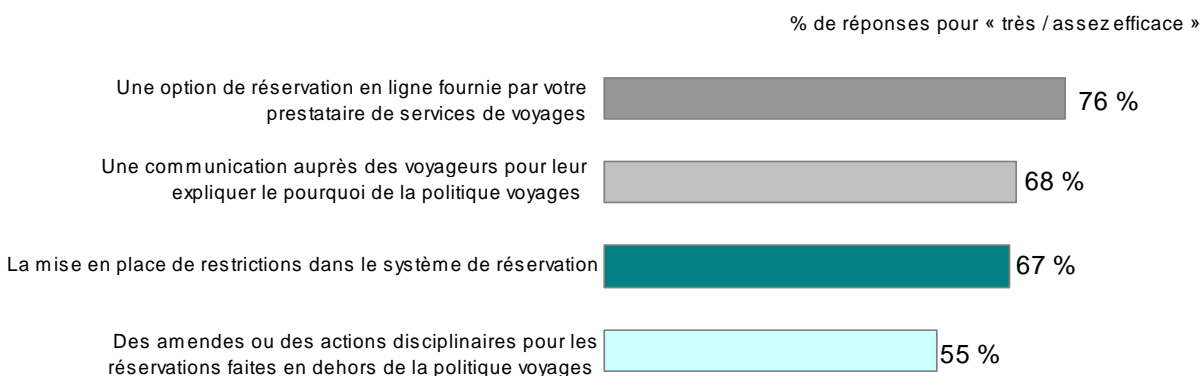 % de réponses pour « très / assez efficace »
Une option de réservation en ligne fournie par votre
prestataire de services de voyages
76 %
Une communication auprès des voyageurs pour leur
expliquer le pourquoi de la politique voyages
68 %
La mise en place de restrictions dans le système de réservation
67 %
Des amendes ou des actions disciplinaires pour les
réservations faites en dehors de la politique voyages
55 %